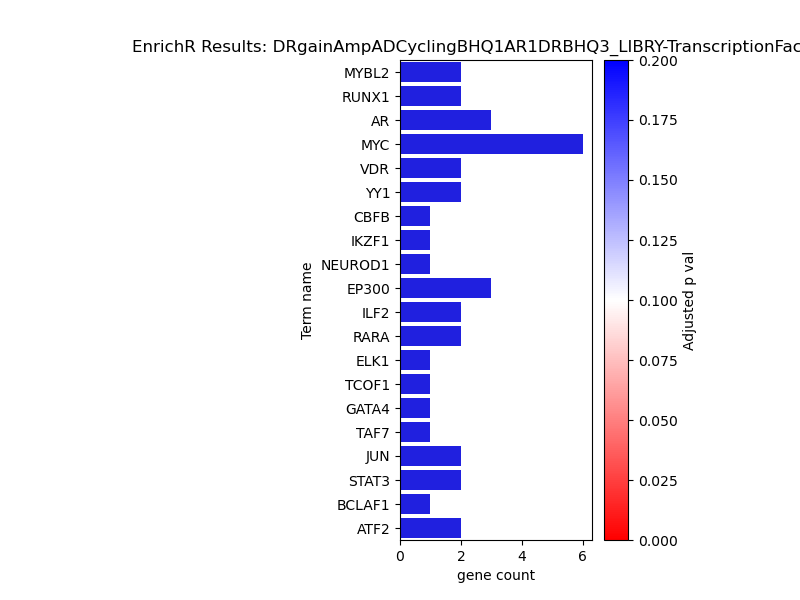 EnrichR Results: DRgainAmpADCyclingBHQ1AR1DRBHQ3_LIBRY-TranscriptionFac
MYBL2
RUNX1
AR
MYC
VDR
YY1
CBFB
IKZF1
NEUROD1
EP300
ILF2
RARA
ELK1
TCOF1
GATA4
TAF7
JUN
STAT3
BCLAF1
ATF2
Term name
0 2 4 6
gene count
0.200
0.175
0.150
0.125
0.100
0.075
0.050
0.025
0.000
Adjusted p val